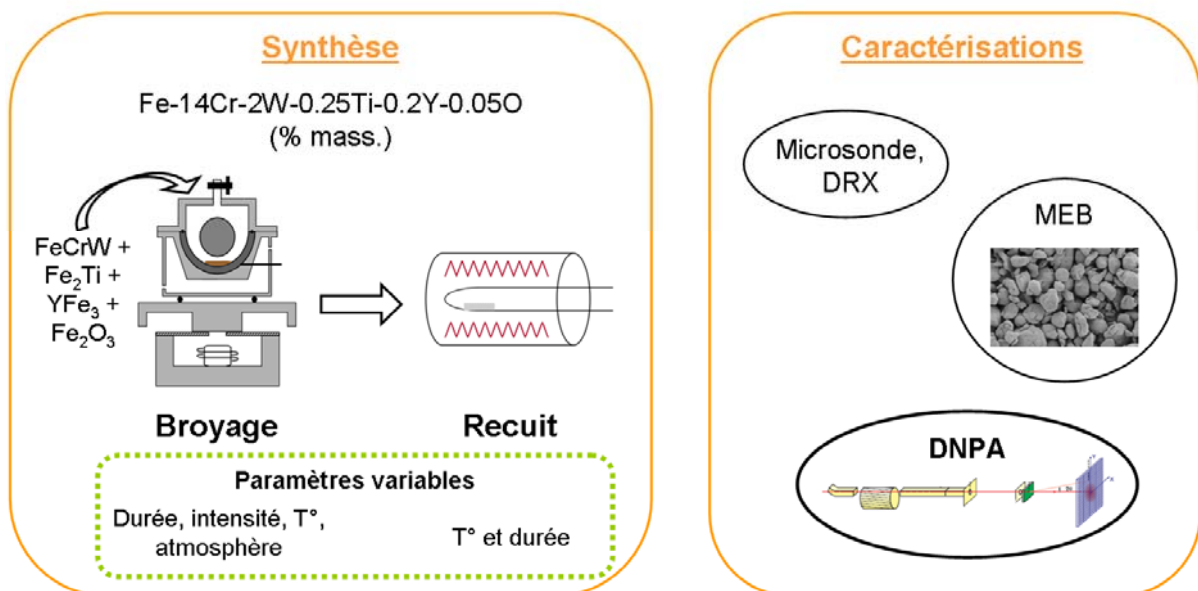 Synthèse
Fe-14Cr-2W-0.25Ti-0.2Y-0.05O
(% mass.)
FeCrW +
Fe₂Ti +
YFe₃ +
Fe₂O₃
Broyage
Recuit
Paramètres variables
Durée, intensité, T°,
atmosphère
T° et durée
Caractérisations
Microsonde,
DRX
MEB
DNPA